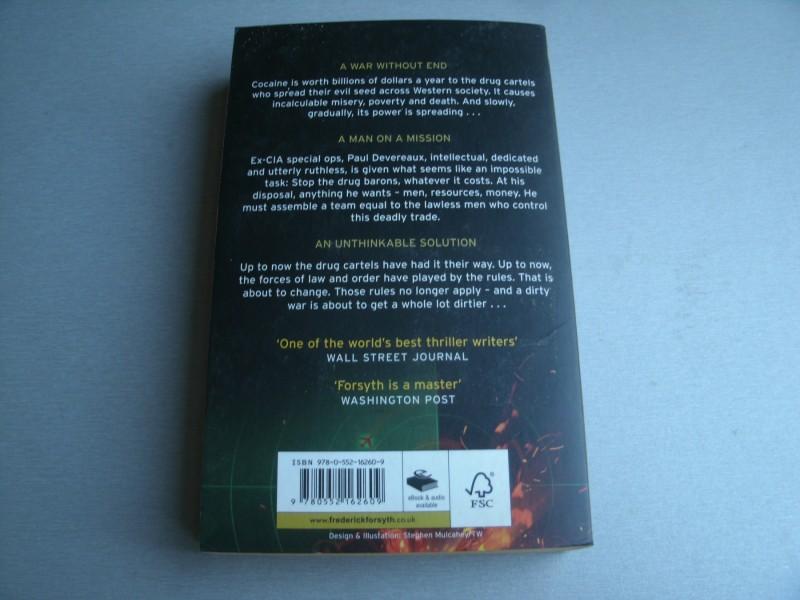 A WAR WITHOUT END
Cocaine is worth billions of dollars a year to the drug cartels
who spread their evil seed across Western society. It causes
incalculable misery, poverty and death. And slowly,
gradually, its power is spreading . . .
A MAN ON A MISSION
Ex-CIA special ops, Paul Devereaux, intellectual, dedicated
and utterly ruthless, is given what seems like an impossible
task: Stop the drug barons, whatever it costs. At his
disposal, anything he wants – men, resources, money. He
must assemble a team equal to the lawless men who control
this deadly trade.
AN UNTHINKABLE SOLUTION
Up to now the drug cartels have had it their way. Up to now,
the forces of law and order have played by the rules. That is
about to change. Those rules no longer apply – and a dirty
war is about to get a whole lot dirtier . . .
‘One of the world’s best thriller writers’
WALL STREET JOURNAL
‘Forsyth is a master’
WASHINGTON POST
ISBN 978-0-552-16260-9
9 780552 162609
eBook & audio
available
®
FSC
www.frederickforsyth.co.uk
Design & Illustation: Stephen Mulcahey/TW